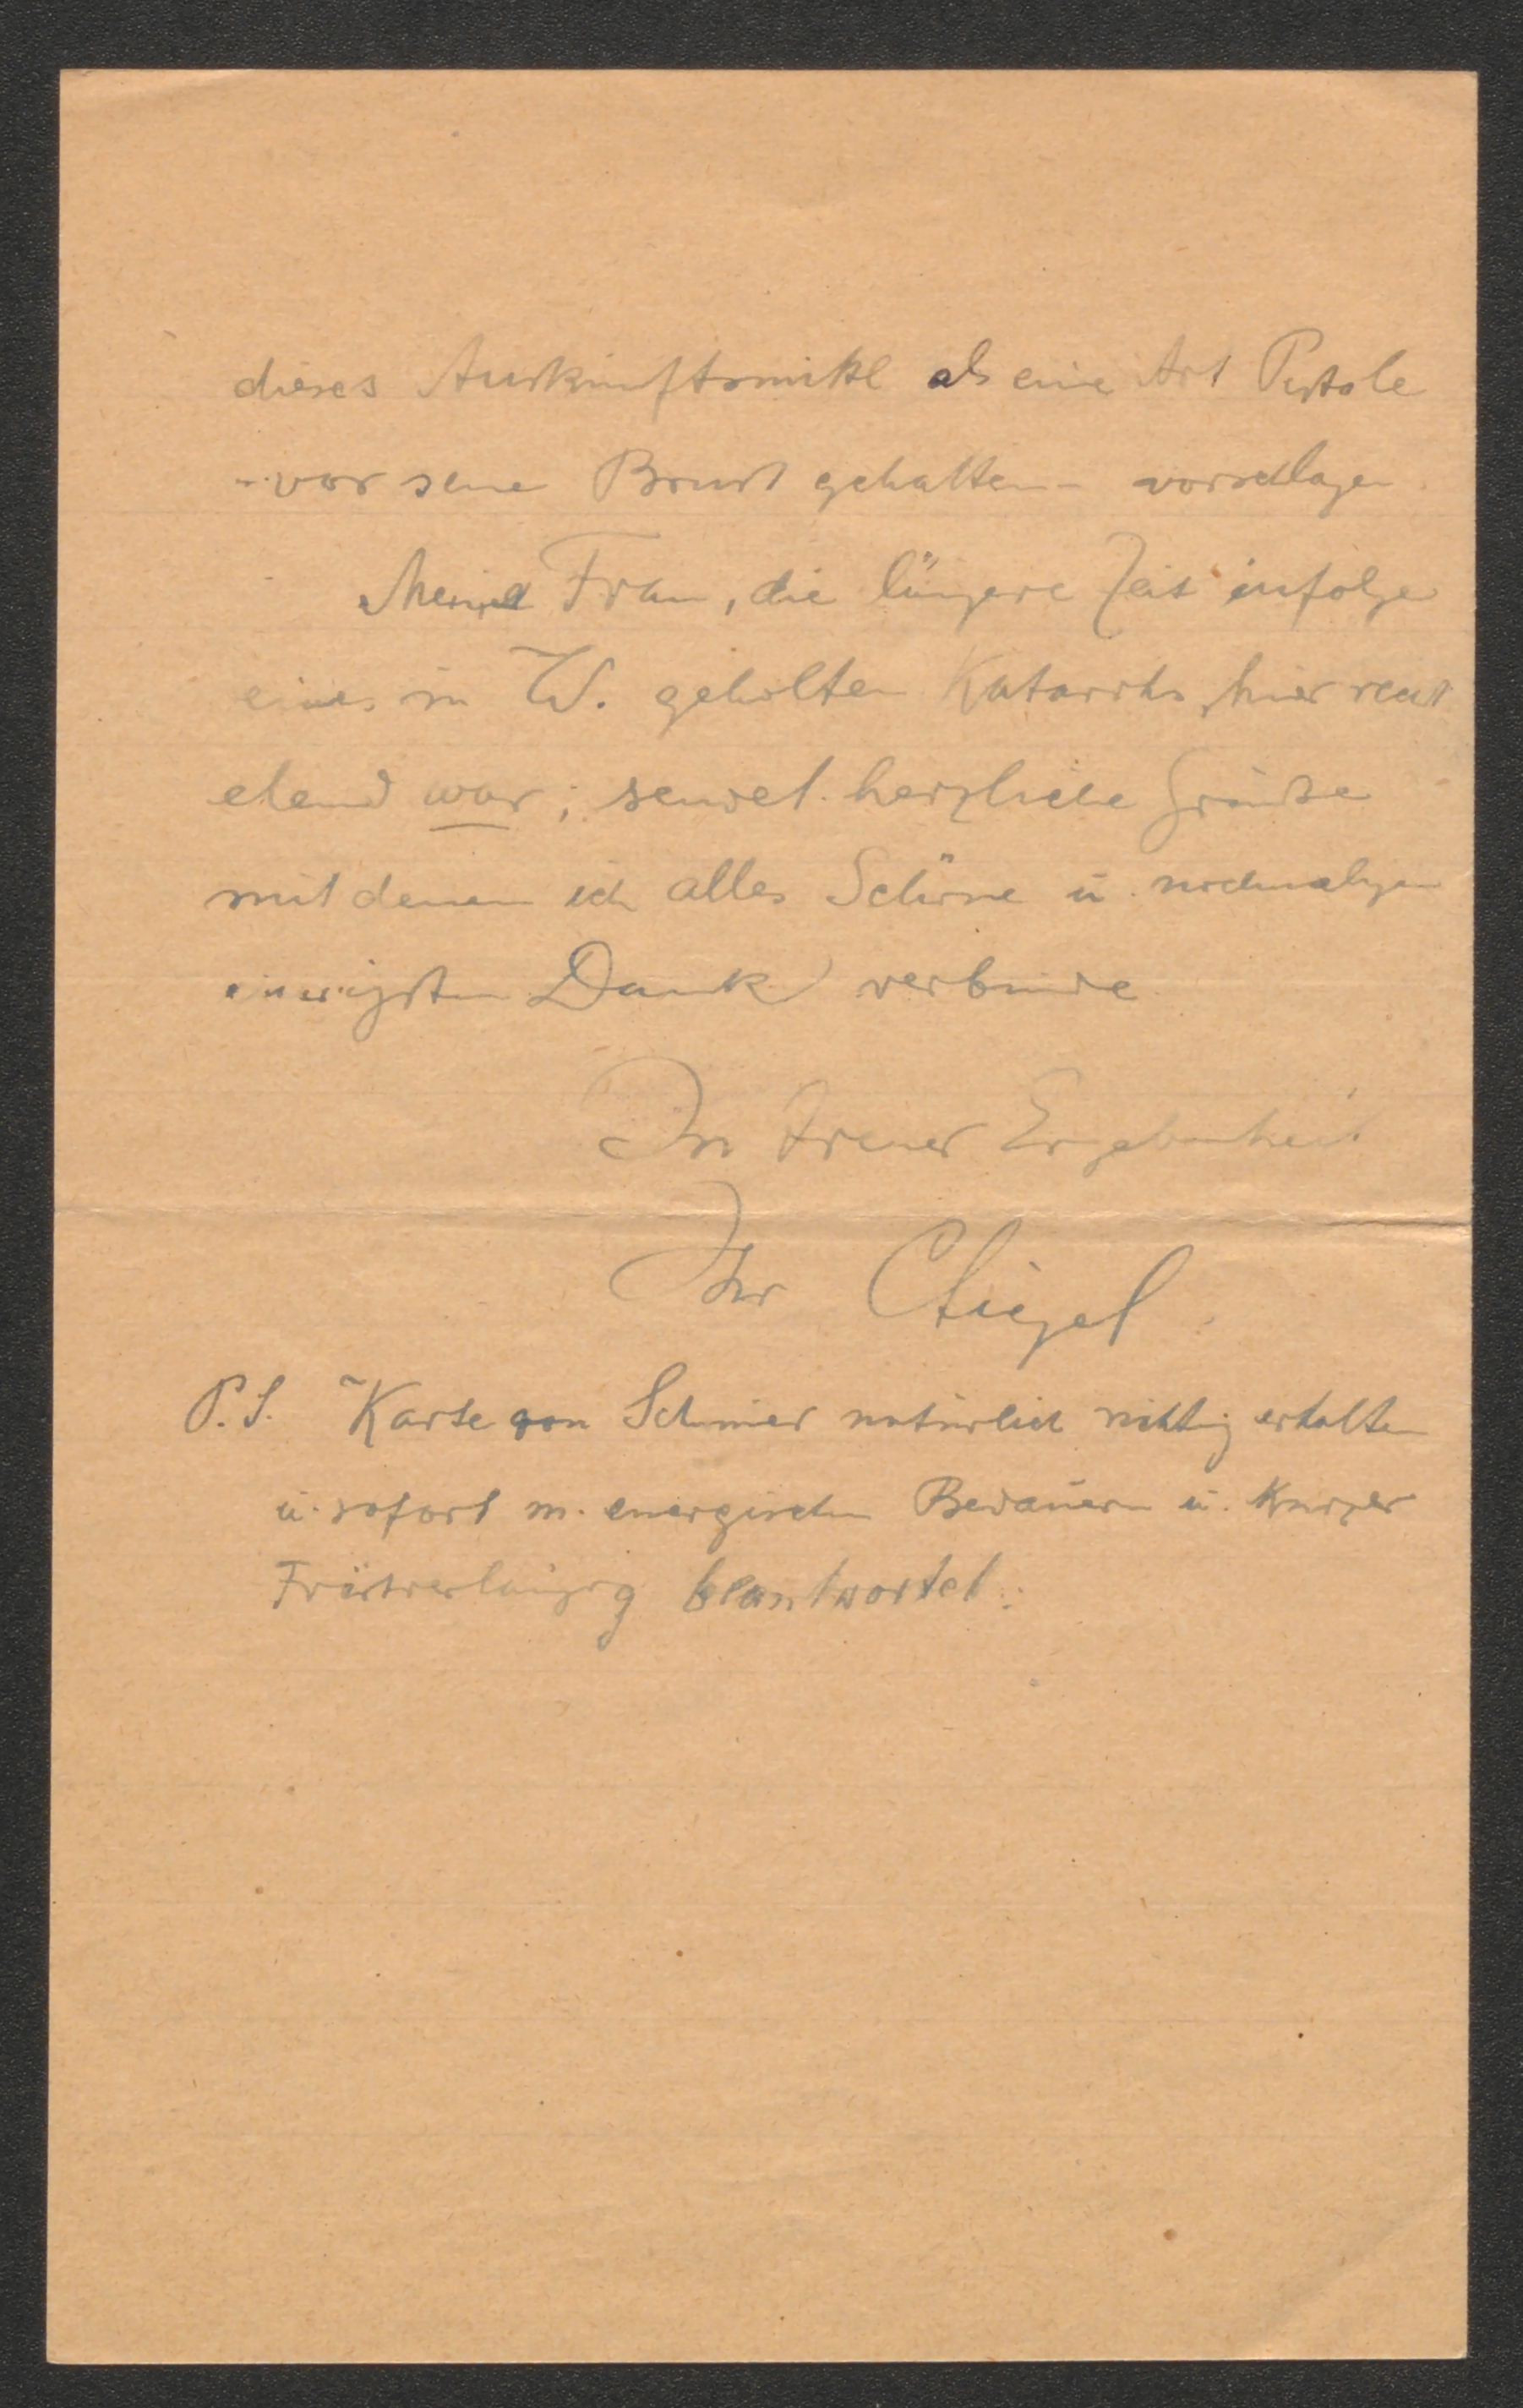 dieses Auskunftsmittel als eine Art Pistole
- vor seine Brust gehalten - vorschlagen.
Meine Frau, die längere Zeit infolge
eines in W. geholten Katarrhs hier recht
elend war; sendet herzliche Grüsse
mit denen ich alles Schöne u. nochmaligen
innigsten Dank verbinde
In treuer Ergebenheit
Ihr
P.S. Karte von Schmier natürlich richtig erhalten
u. sofort m. energischem Bedauern u. kurzer
Fristverlängrg beantwortet.